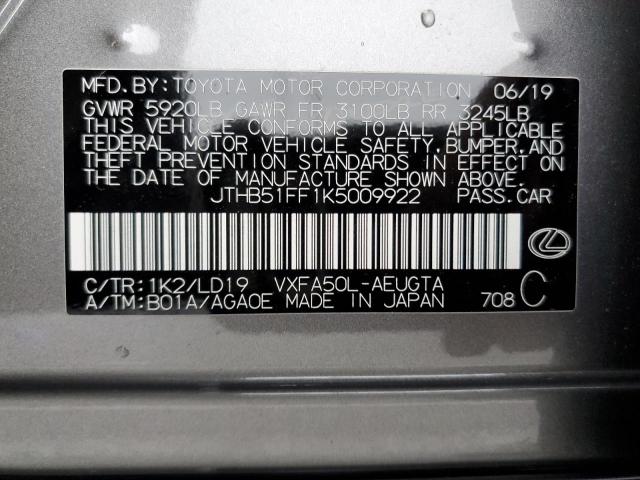 MFD.BY:TOYOTA MOTOR CORPORATION 06/19
GVWR 5920LB GAWR FR 3100LB RR 3245LB
THIS VEHICLE CONFORMS TO ALL APPLICABLE
FEDERAL MOTOR VEHICLE SAFETY,BUMPER,AND
THEFT PREVENTION STANDARDS IN EFFECT ON
THE DATE OF MANUFACTURE SHOWN ABOVE.
JTHB51FF1K5009922 PASS.CAR
C/TR:1K2/LD19 VXFA50L-AEUGTA
A/TM:B01A/AGA0E MADE IN JAPAN 708 C